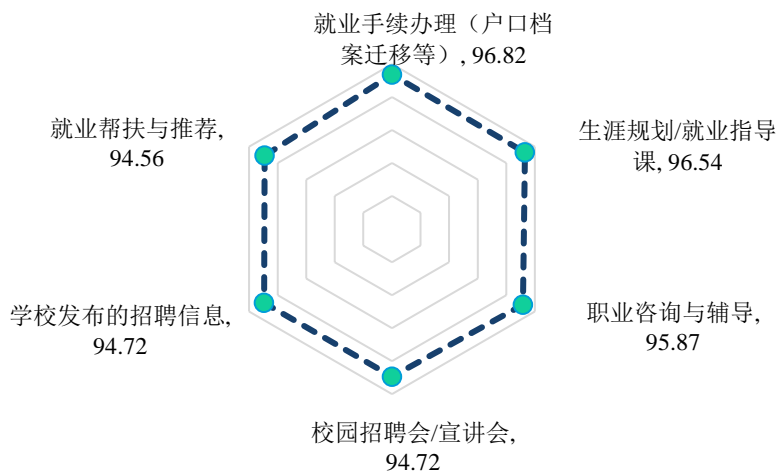 就业手续办理（户口档
案迁移等）, 96.82
生涯规划/就业指导
课, 96.54
职业咨询与辅导,
95.87
校园招聘会/宣讲会,
94.72
学校发布的招聘信息,
94.72
就业帮扶与推荐,
94.56